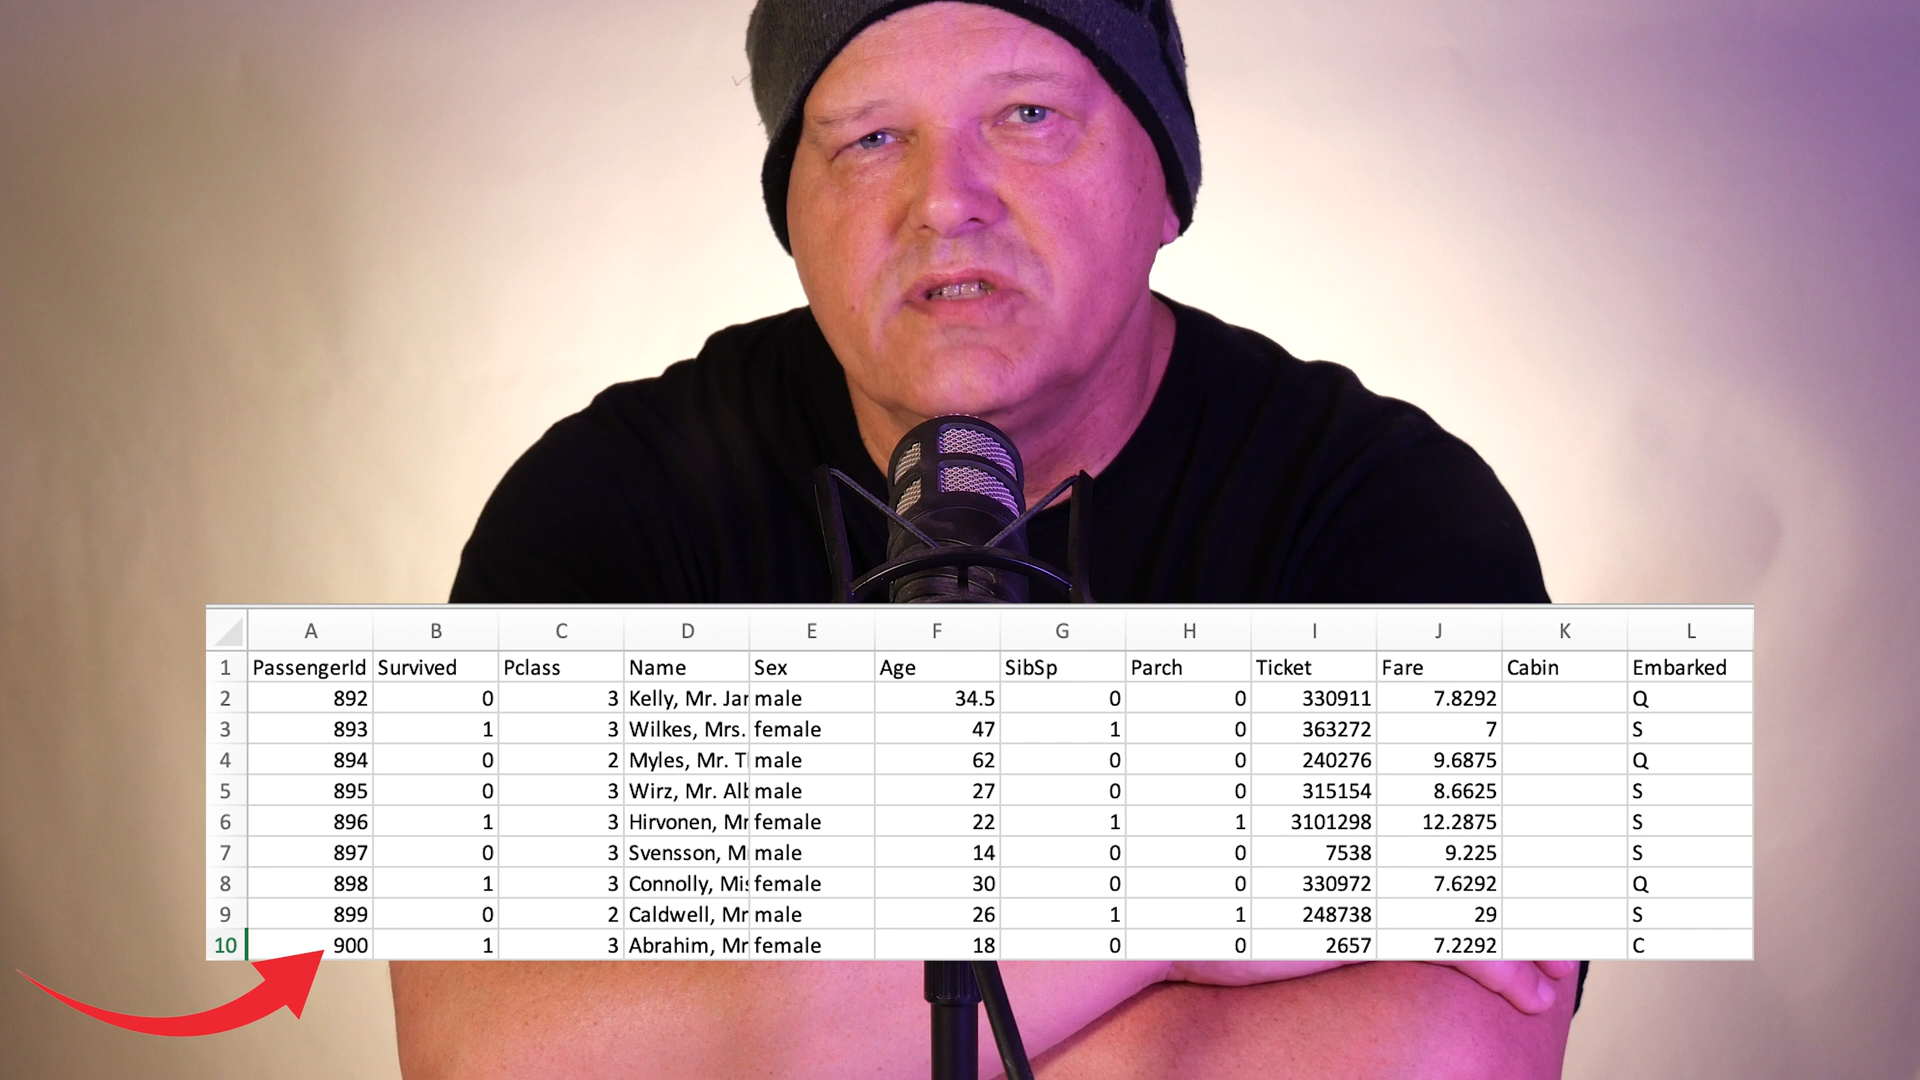 A B C D E F G H I J K L
1 PassengerId Survived Pclass Name Sex Age SibSp Parch Ticket Fare Cabin Embarked
2 892 0 3 Kelly, Mr. Jar male 34.5 0 0 330911 7.8292 Q
3 893 1 3 Wilkes, Mrs. female 47 1 0 363272 7 S
4 894 0 2 Myles, Mr. T male 62 0 0 240276 9.6875 Q
5 895 0 3 Wirz, Mr. Alb male 27 0 0 315154 8.6625 S
6 896 1 3 Hirvonen, Mr female 22 1 1 3101298 12.2875 S
7 897 0 3 Svensson, M male 14 0 0 7538 9.225 S
8 898 1 3 Connolly, Mis female 30 0 0 330972 7.6292 Q
9 899 0 2 Caldwell, Mr male 26 1 1 248738 29 S
10 900 1 3 Abrahim, Mr female 18 0 0 2657 7.2292 C